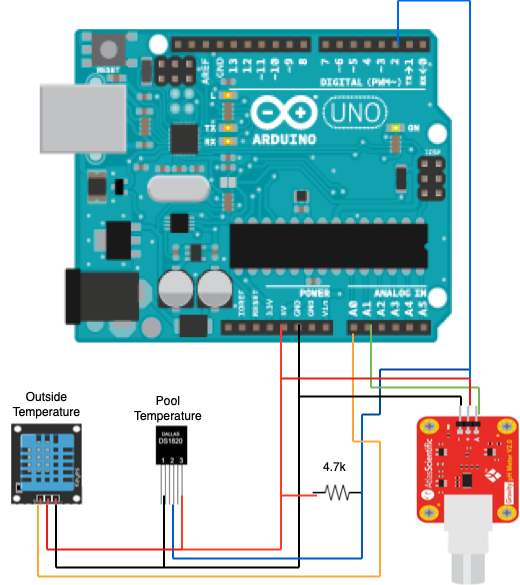 RESET
AREF
GND
13
12
~11
~10
~9
8
7
~6
~5
4
~3
2
TX→1
RX←0
DIGITAL (PWM~)
L
TX
RX
UNO
ARDUINO
ON
ICSP
POWER
ANALOG IN
IOREF
RESET
3.3V
5V
GND
GND
Vin
A0
A1
A2
A3
A4
A5
Outside
Temperature
Pool
Temperature
DALLAS
DS1820
1 2 3
4.7k
Keyes
AtlasScientific
Gravity pH Meter V2.0